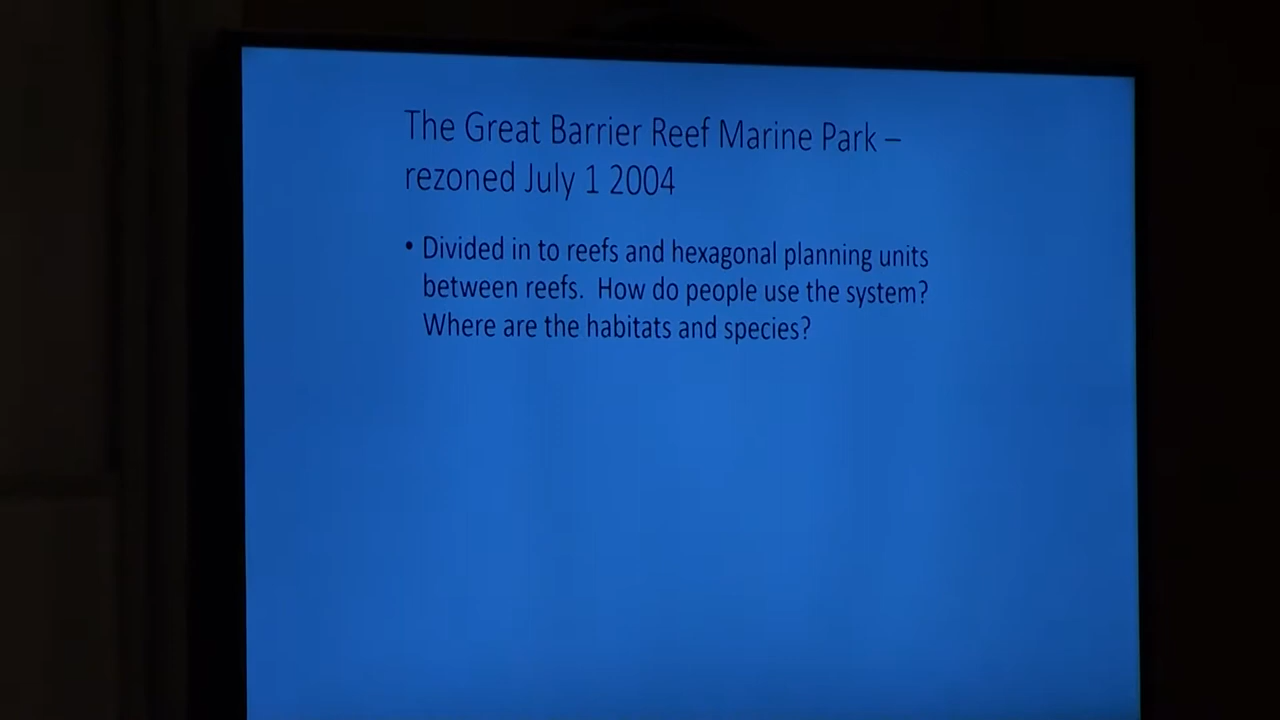 The Great Barrier Reef Marine Park –
rezoned July 1 2004
• Divided in to reefs and hexagonal planning units
between reefs.  How do people use the system?
Where are the habitats and species?